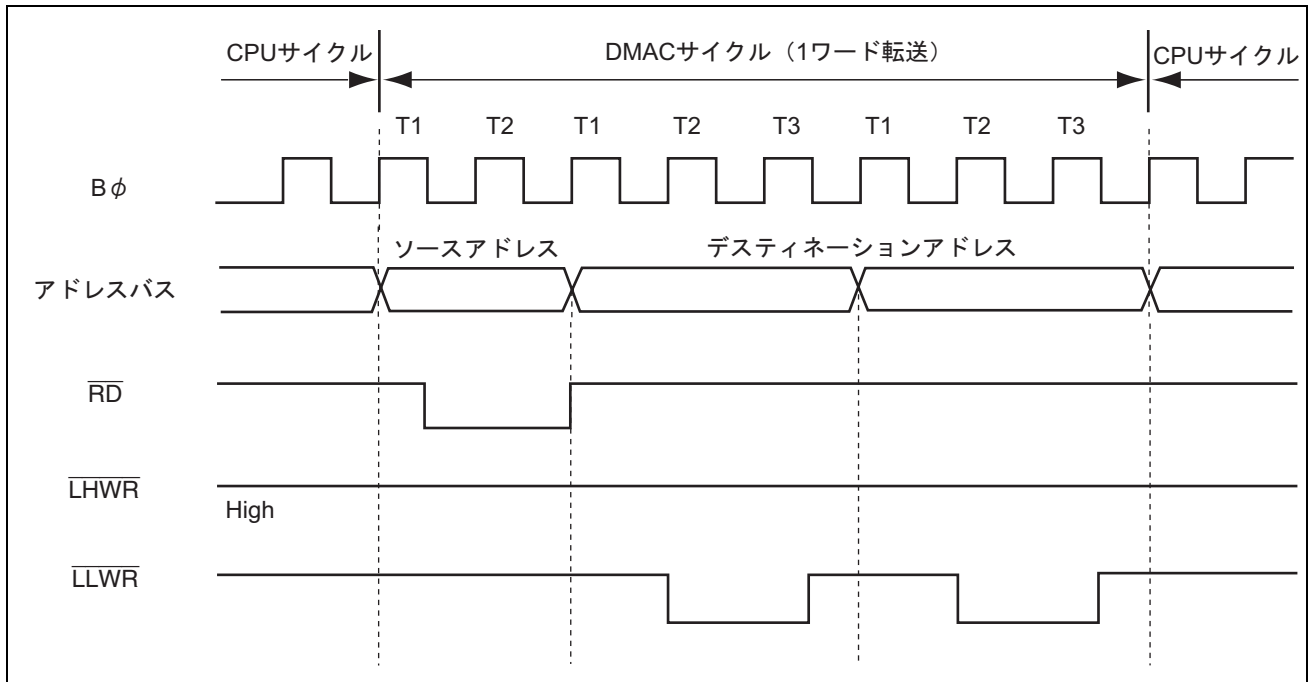 CPUサイクル DMACサイクル（1ワード転送） CPUサイクル
T1 T2 T1 T2 T3 T1 T2 T3
Bφ
ソースアドレス デスティネーションアドレス
アドレスバス
RD
LHWR
High
LLWR